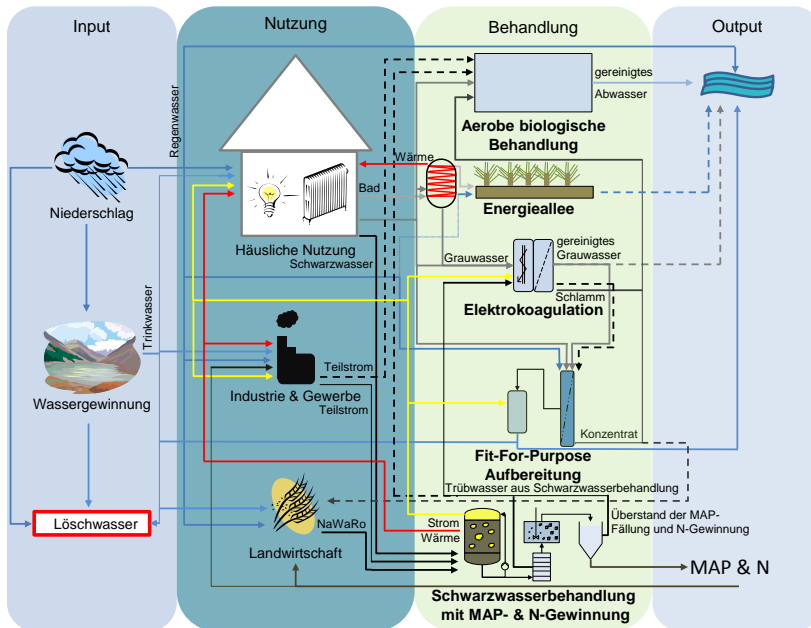 Input
Nutzung
Behandlung
Output
Regenwasser
gereinigtes
Abwasser
Aerobe biologische
Behandlung
Wärme
Bad
Niederschlag
Energieallee
Häusliche Nutzung
Schwarzwasser
Grauwasser
gereinigtes
Grauwasser
Schlamm
Elektrokoagulation
Trinkwasser
Wassergewinnung
Teilstrom
Industrie & Gewerbe
Teilstrom
Konzentrat
Fit-For-Purpose
Aufbereitung
Trübwasser aus Schwarzwasserbehandlung
Löschwasser
NaWaRo
Landwirtschaft
Strom
Wärme
Überstand der MAP-
Fällung und N-Gewinnung
MAP & N
Schwarzwasserbehandlung
mit MAP- & N-Gewinnung